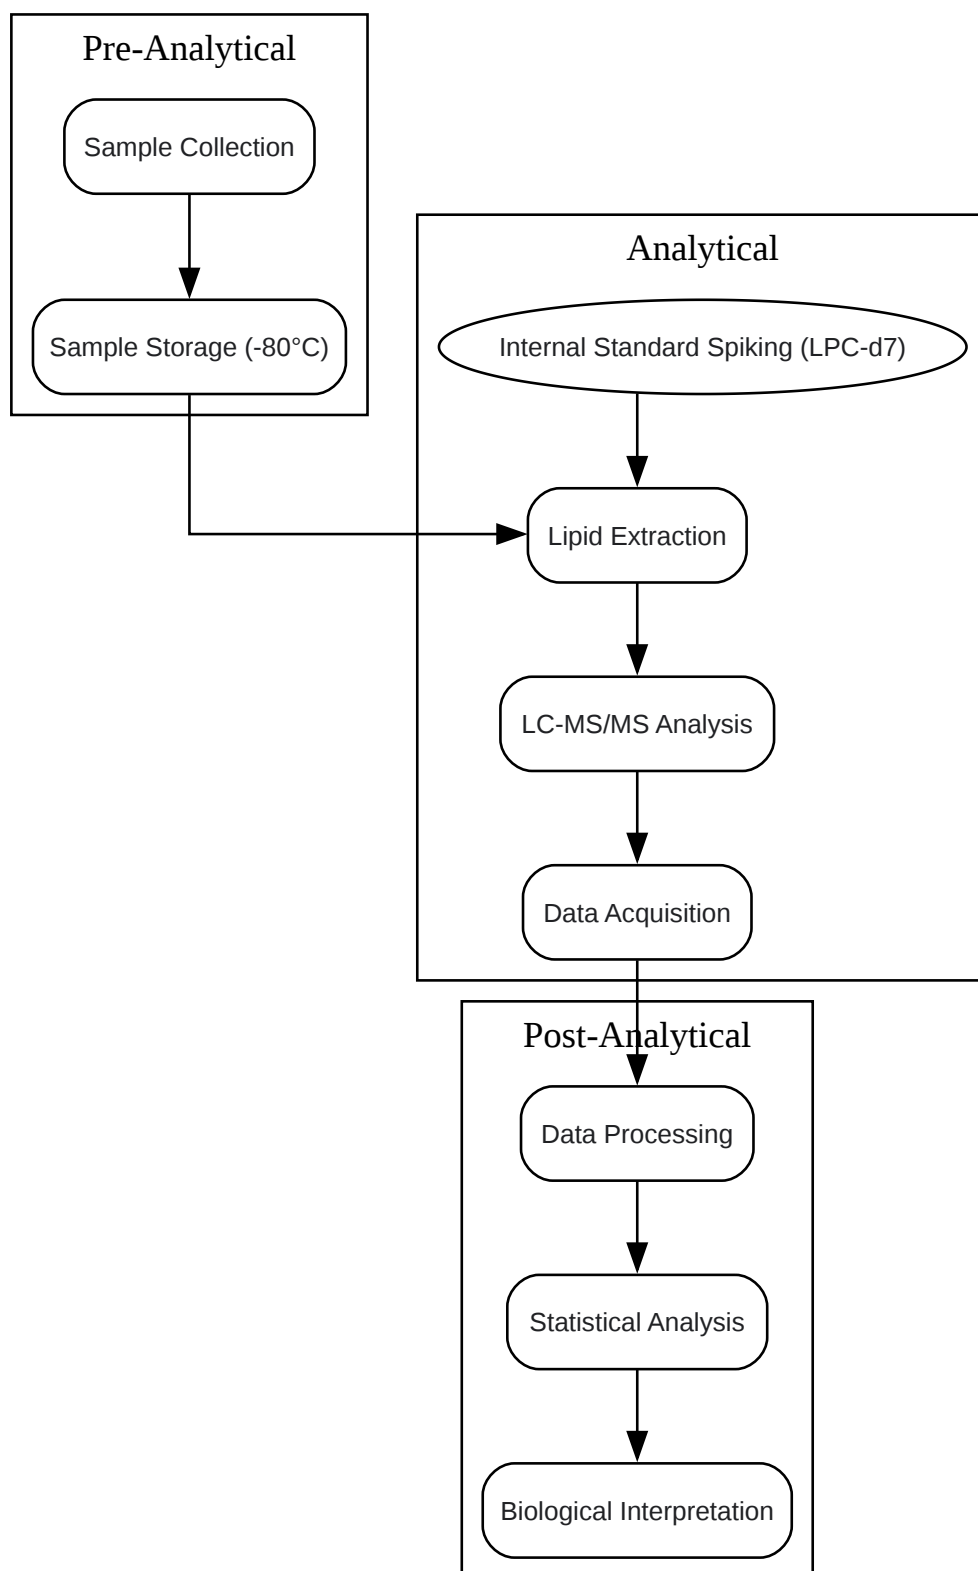 Pre-Analytical
Sample Collection
Sample Storage (-80°C)
Analytical
Internal Standard Spiking (LPC-d7)
Lipid Extraction
LC-MS/MS Analysis
Data Acquisition
Post-Analytical
Data Processing
Statistical Analysis
Biological Interpretation